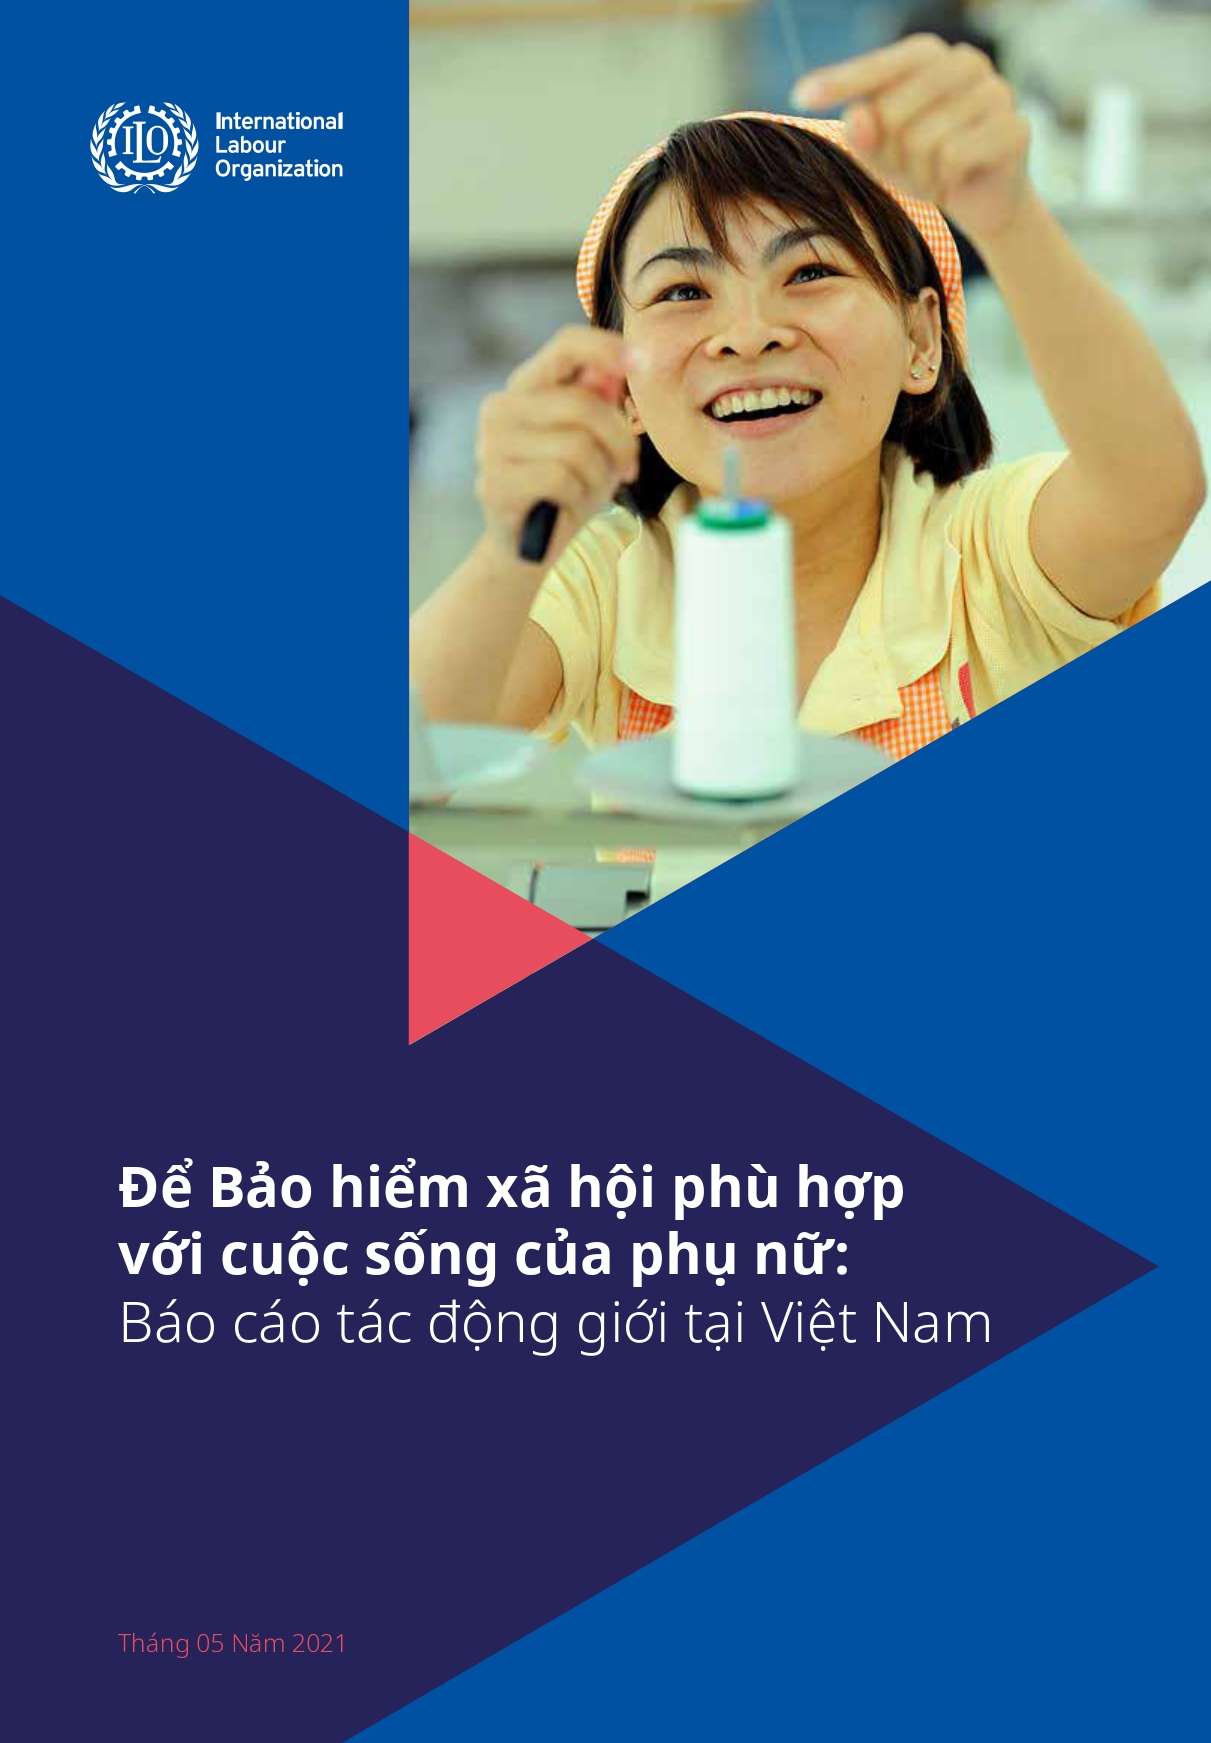 ILO
International
Labour
Organization
Để Bảo hiểm xã hội phù hợp
với cuộc sống của phụ nữ:
Báo cáo tác động giới tại Việt Nam
Tháng 05 Năm 2021